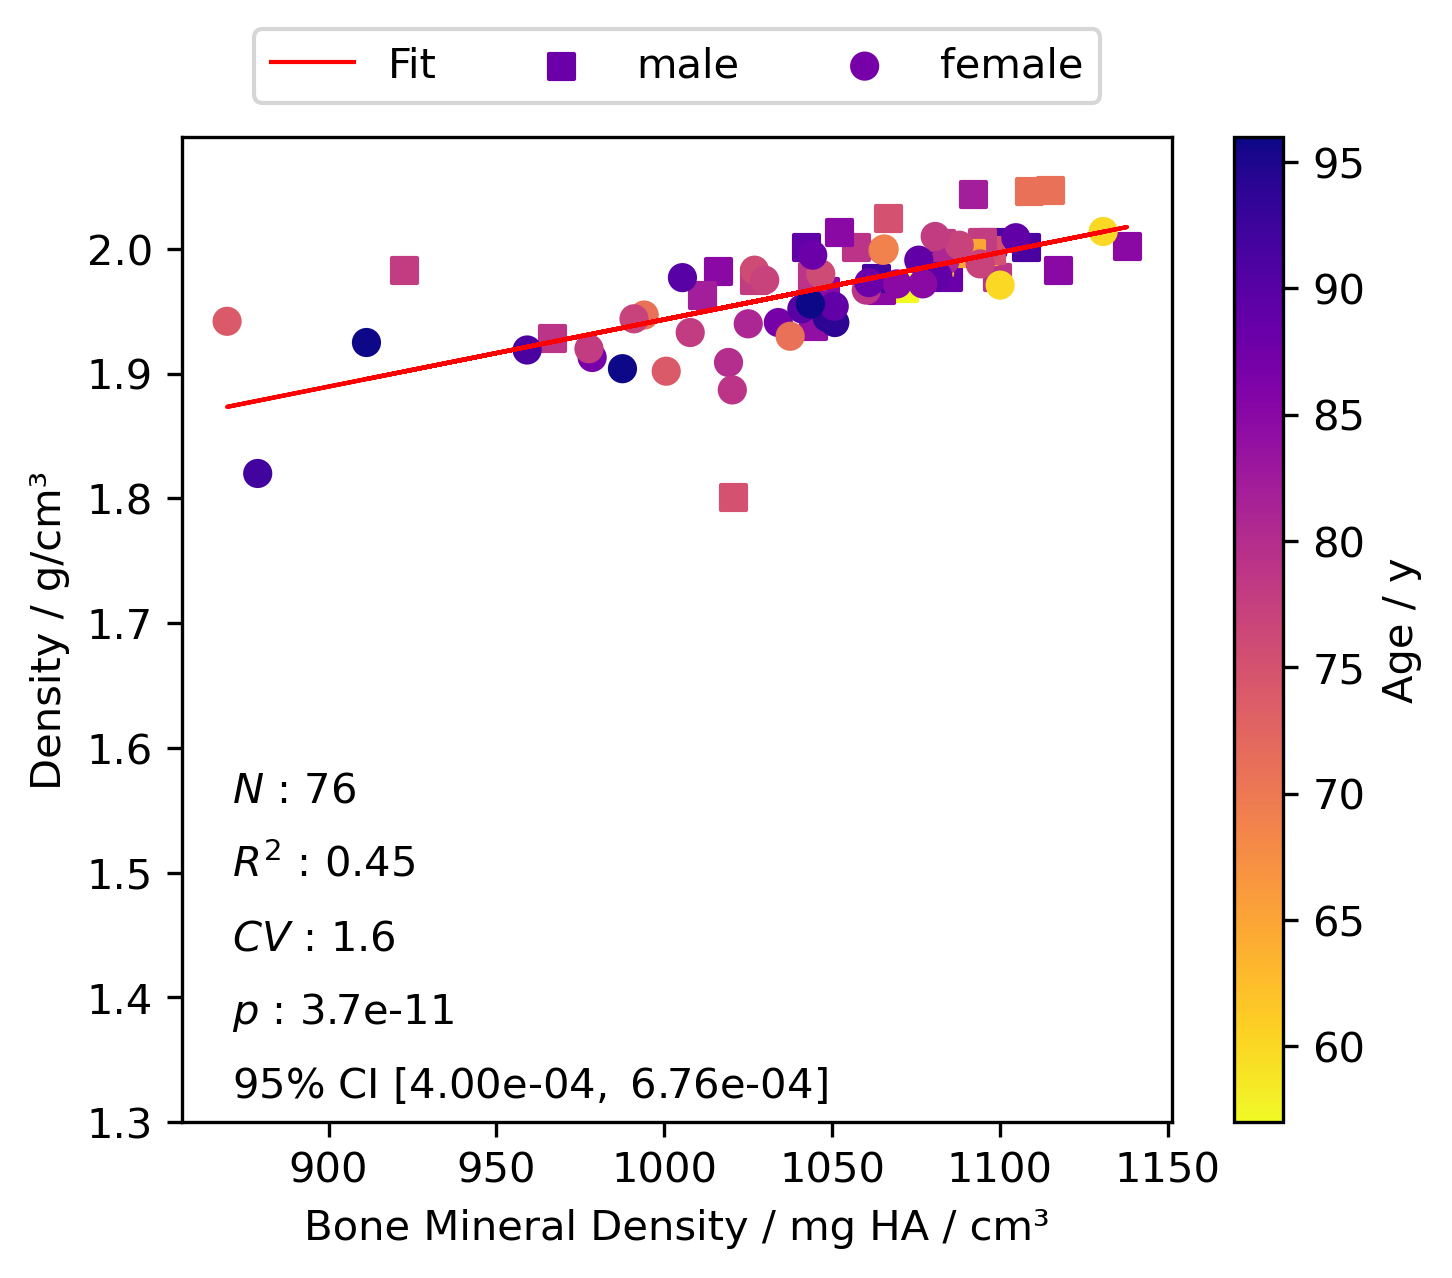 Fit male female
2.0
1.9
1.8
1.7
1.6
1.5
1.4
1.3
Density / g/cm³
N : 76
R² : 0.45
CV : 1.6
p : 3.7e-11
95% CI [4.00e-04, 6.76e-04]
900 950 1000 1050 1100 1150
Bone Mineral Density / mg HA / cm³
95
90
85
80
75
70
65
60
Age / y